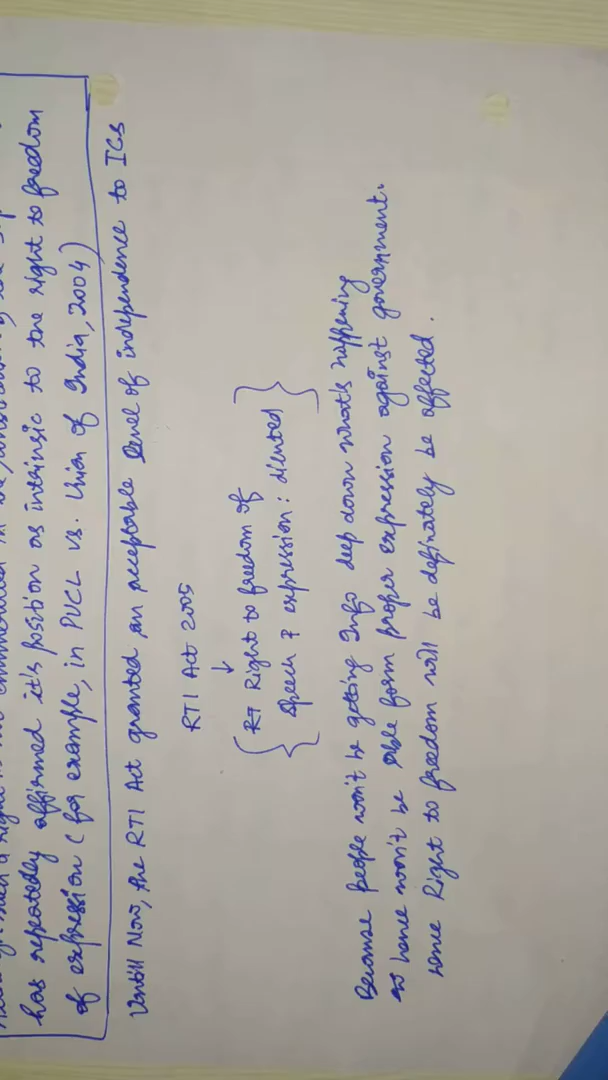 has repeatedly affirmed it's position as intrinsic to the right to freedom
of expression (for example, in PUCL vs. Union of India, 2004)
Untill Now, the RTI Act granted an acceptable level of independence to ICs
RTI Act 2005
↓
Right to freedom of
speech & expression: diluted
Because people won't be getting Info deep down what's happening
hence won't be able form proper expression against government.
hence Right to freedom will be definately be affected.